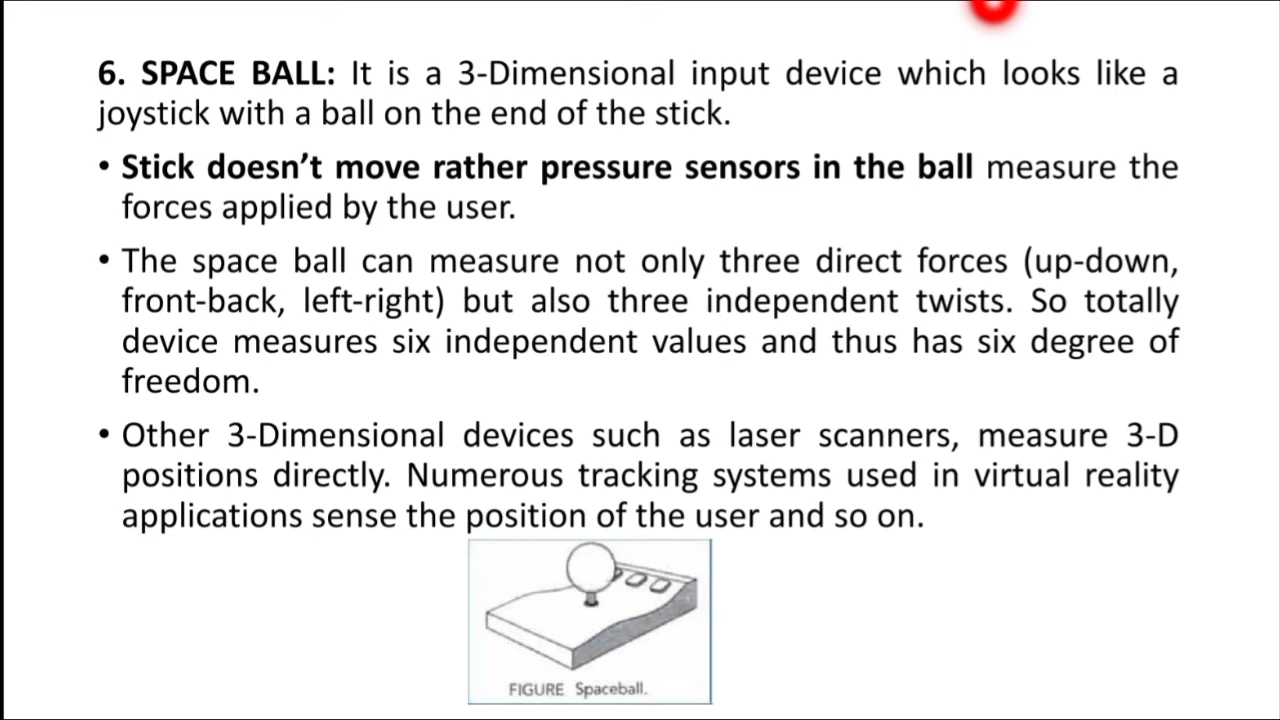 6. SPACE BALL: It is a 3-Dimensional input device which looks like a
joystick with a ball on the end of the stick.
• Stick doesn’t move rather pressure sensors in the ball measure the
forces applied by the user.
• The space ball can measure not only three direct forces (up-down,
front-back, left-right) but also three independent twists. So totally
device measures six independent values and thus has six degree of
freedom.
• Other 3-Dimensional devices such as laser scanners, measure 3-D
positions directly. Numerous tracking systems used in virtual reality
applications sense the position of the user and so on.
FIGURE Spaceball.